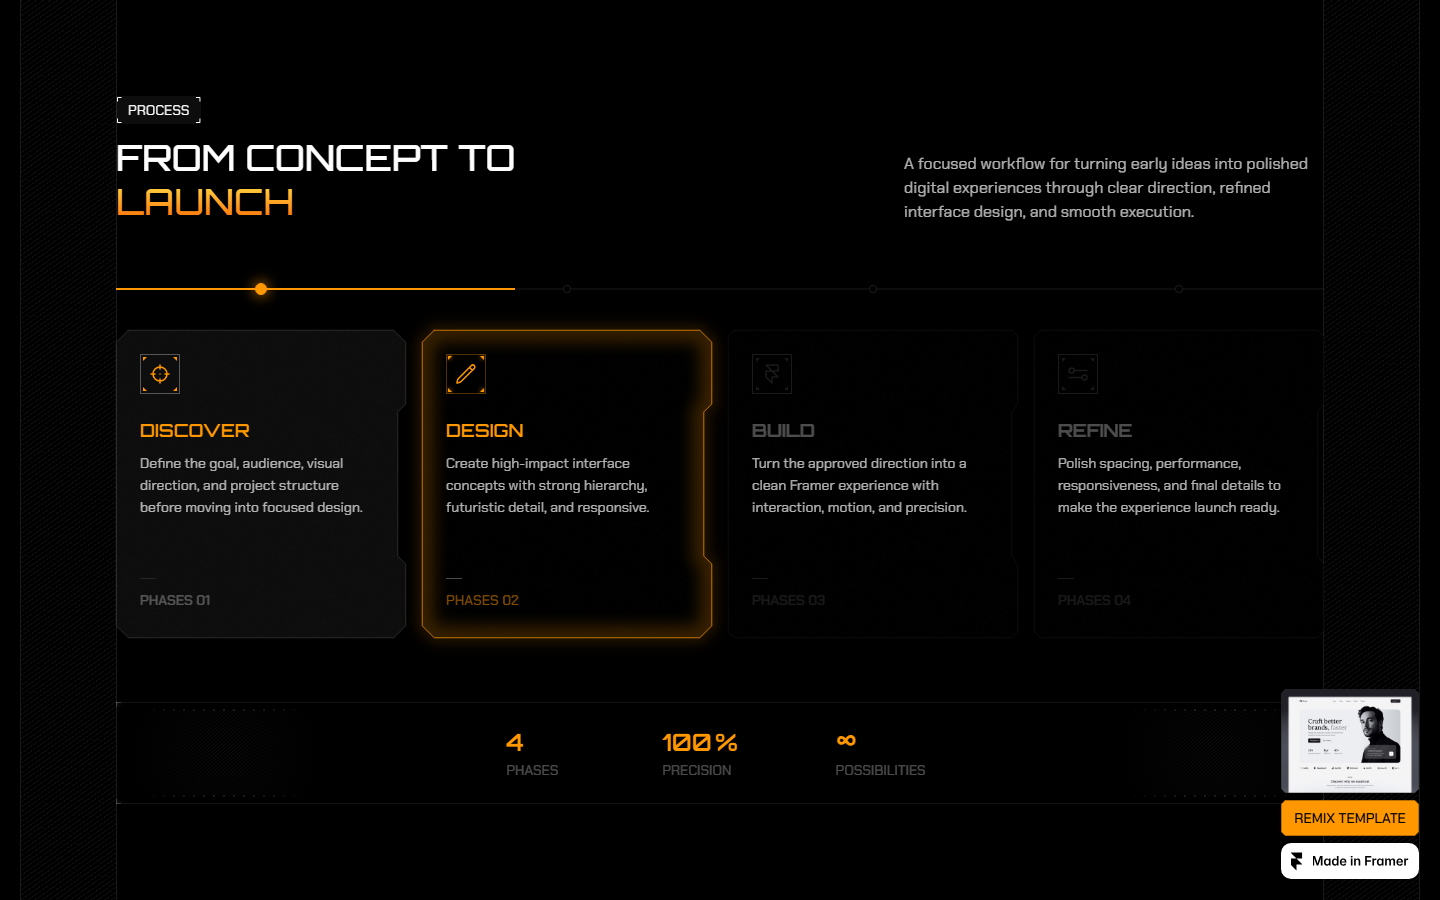 PROCESS
FROM CONCEPT TO
LAUNCH
A focused workflow for turning early ideas into polished
digital experiences through clear direction, refined
interface design, and smooth execution.
DISCOVER
Define the goal, audience, visual
direction, and project structure
before moving into focused design.
PHASES 01
DESIGN
Create high-impact interface
concepts with strong hierarchy,
futuristic detail, and responsive.
PHASES 02
BUILD
Turn the approved direction into a
clean Framer experience with
interaction, motion, and precision.
PHASES 03
REFINE
Polish spacing, performance,
responsiveness, and final details to
make the experience launch ready.
PHASES 04
4
PHASES
100 %
PRECISION
∞
POSSIBILITIES
Craft better
brands, faster
REMIX TEMPLATE
Made in Framer